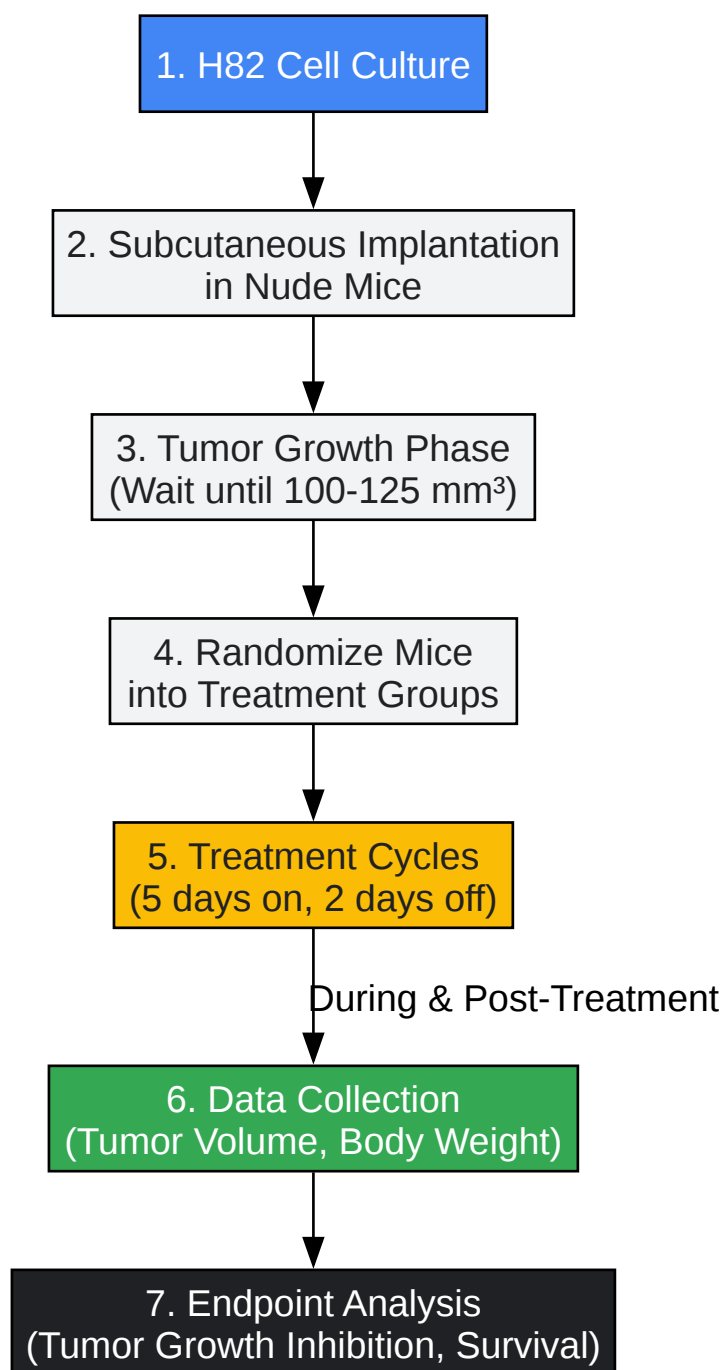 1. H82 Cell Culture
2. Subcutaneous Implantation
in Nude Mice
3. Tumor Growth Phase
(Wait until 100-125 mm³)
4. Randomize Mice
into Treatment Groups
5. Treatment Cycles
(5 days on, 2 days off)
During & Post-Treatment
6. Data Collection
(Tumor Volume, Body Weight)
7. Endpoint Analysis
(Tumor Growth Inhibition, Survival)